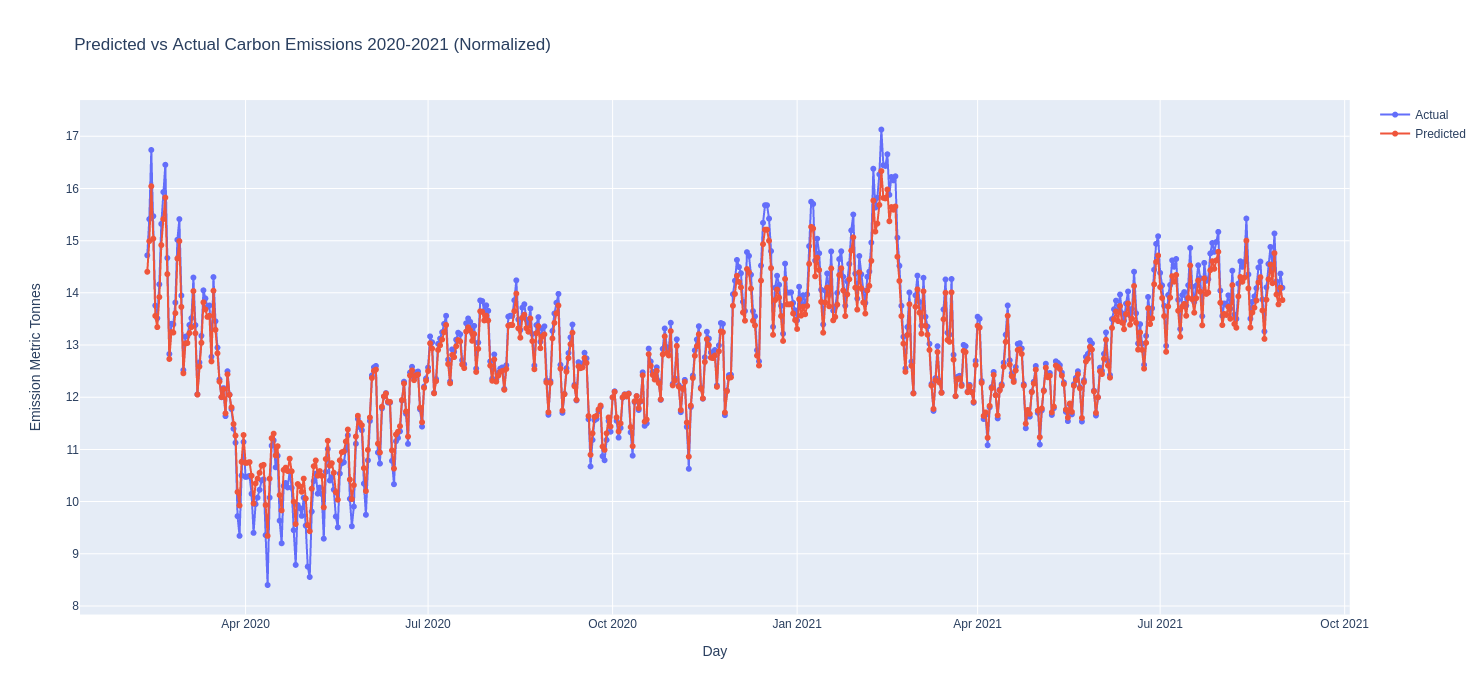 Predicted vs Actual Carbon Emissions 2020-2021 (Normalized)
Actual
Predicted
Emission Metric Tonnes
17
16
15
14
13
12
11
10
9
8
Apr 2020
Jul 2020
Oct 2020
Jan 2021
Apr 2021
Jul 2021
Oct 2021
Day